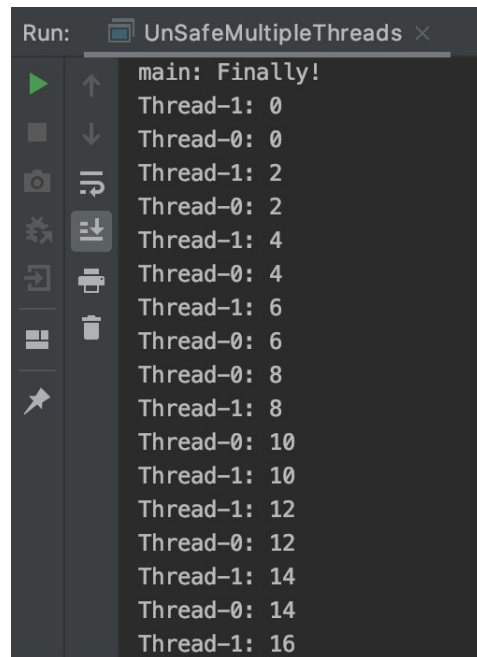 Run: UnSafeMultipleThreads
main: Finally!
Thread-1: 0
Thread-0: 0
Thread-1: 2
Thread-0: 2
Thread-1: 4
Thread-0: 4
Thread-1: 6
Thread-0: 6
Thread-0: 8
Thread-1: 8
Thread-0: 10
Thread-1: 10
Thread-1: 12
Thread-0: 12
Thread-1: 14
Thread-0: 14
Thread-1: 16